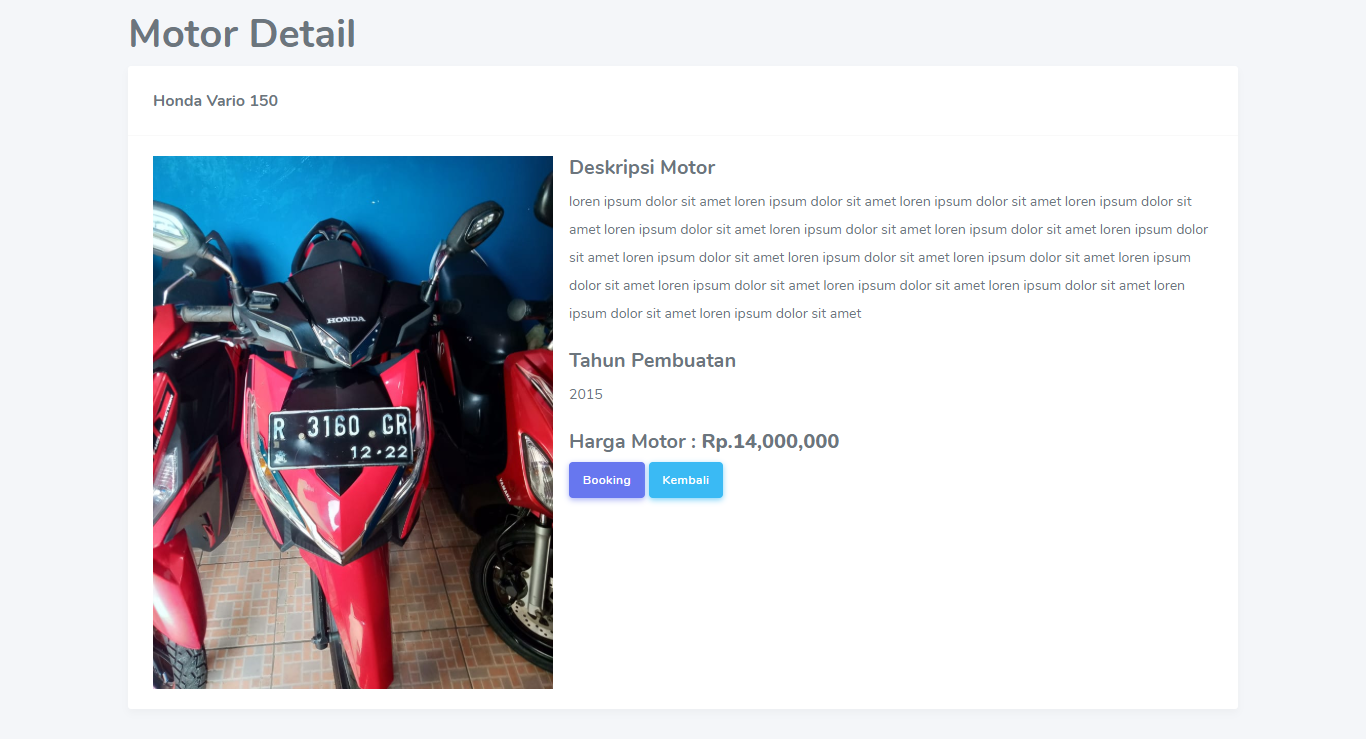 Motor Detail
Honda Vario 150
HONDA
R 3160 GR
12·22
YAMAHA
Deskripsi Motor
loren ipsum dolor sit amet loren ipsum dolor sit amet loren ipsum dolor sit amet loren ipsum dolor sit
amet loren ipsum dolor sit amet loren ipsum dolor sit amet loren ipsum dolor sit amet loren ipsum dolor
sit amet loren ipsum dolor sit amet loren ipsum dolor sit amet loren ipsum dolor sit amet loren ipsum
dolor sit amet loren ipsum dolor sit amet loren ipsum dolor sit amet loren ipsum dolor sit amet loren
ipsum dolor sit amet loren ipsum dolor sit amet
Tahun Pembuatan
2015
Harga Motor : Rp.14,000,000
Booking Kembali